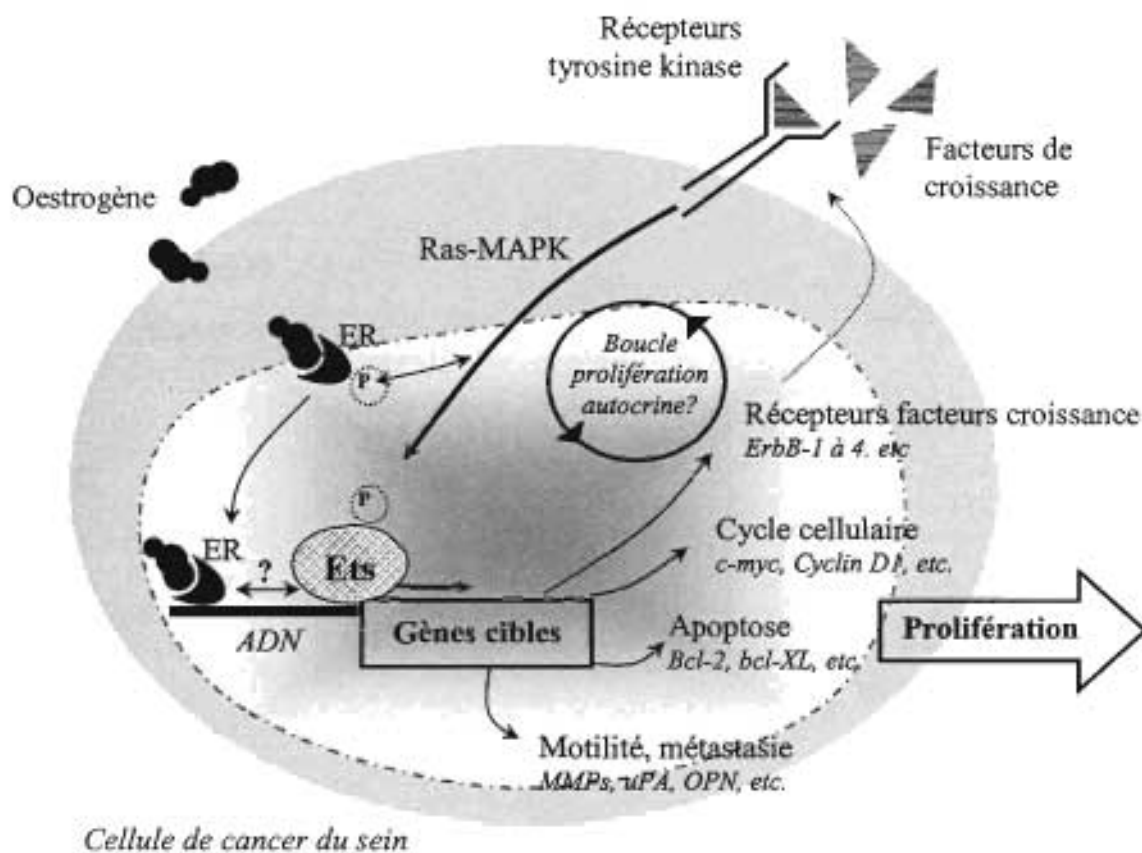 Récepteurs
tyrosine kinase
Facteurs de
croissance
Oestrogène
Ras-MAPK
ER
P
Boucle
prolifération
autocrine?
Récepteurs facteurs croissance
ErbB-1 à 4. etc
P
ER
?
Ets
Cycle cellulaire
c-myc, Cyclin D1, etc.
ADN
Gènes cibles
Apoptose
Bcl-2, bcl-XL, etc.
Prolifération
Motilité, métastasie
MMPs, uPA, OPN, etc.
Cellule de cancer du sein